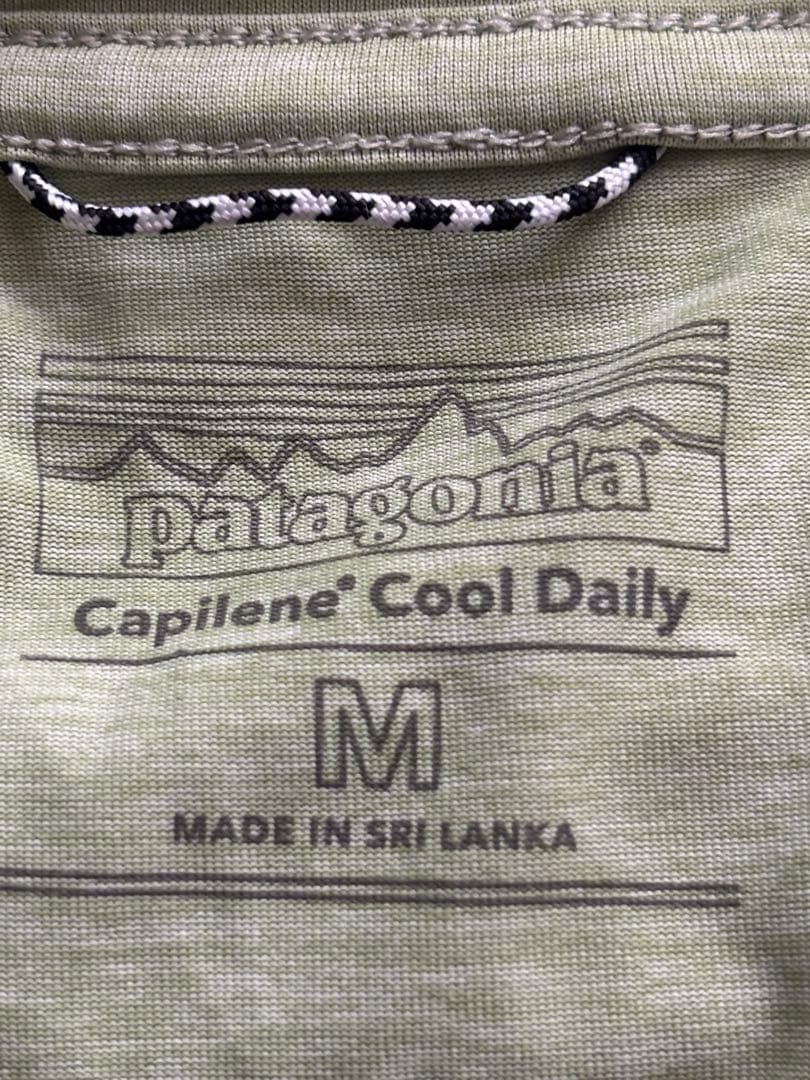 patagonia®
Capilene® Cool Daily
M
MADE IN SRI LANKA